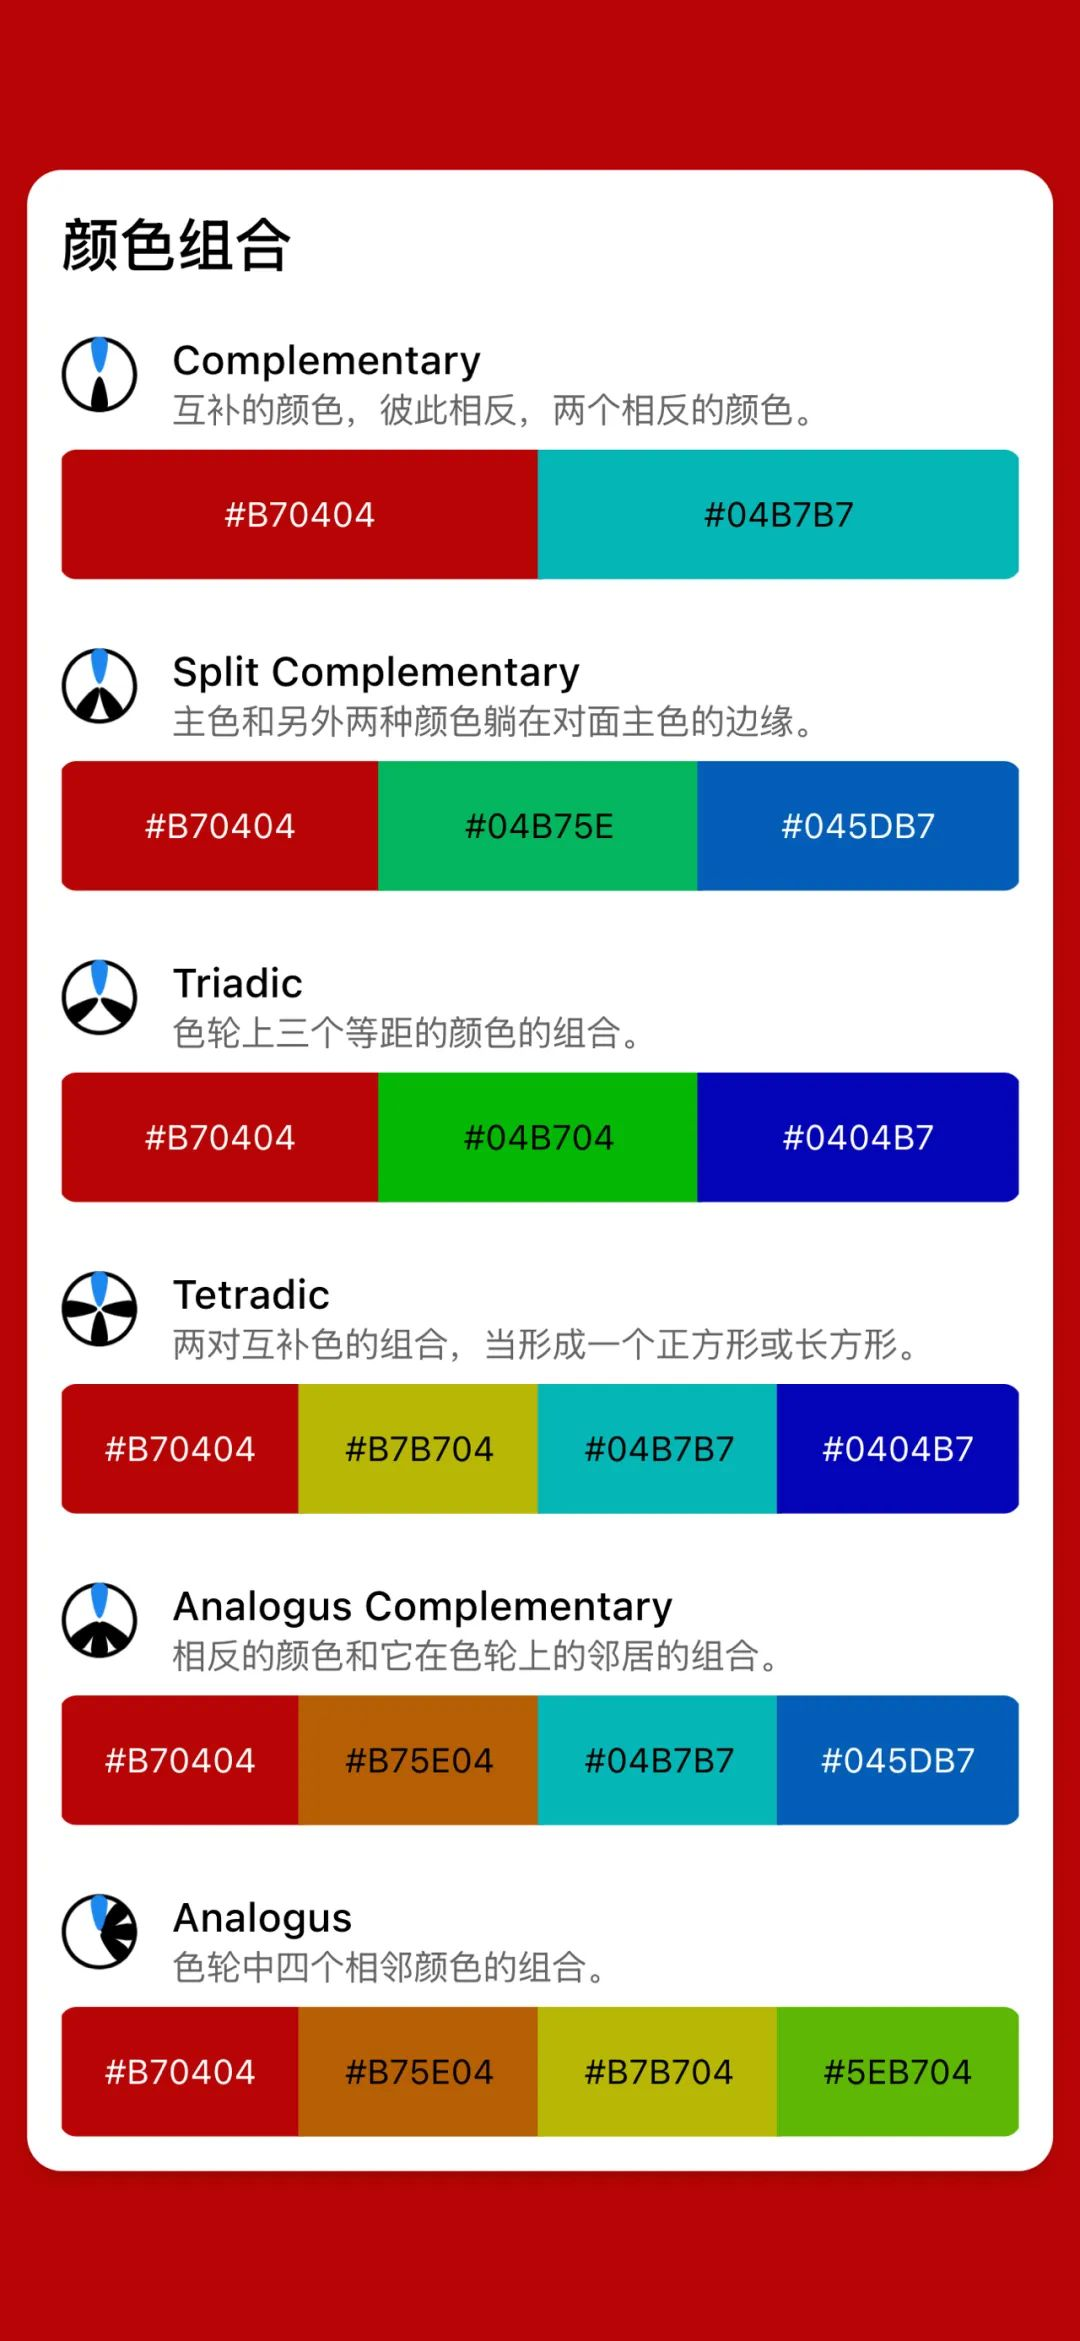 颜色组合
Complementary
互补的颜色，彼此相反，两个相反的颜色。
#B70404 #04B7B7
Split Complementary
主色和另外两种颜色躺在对面主色的边缘。
#B70404 #04B75E #045DB7
Triadic
色轮上三个等距的颜色的组合。
#B70404 #04B704 #0404B7
Tetradic
两对互补色的组合，当形成一个正方形或长方形。
#B70404 #B7B704 #04B7B7 #0404B7
Analogus Complementary
相反的颜色和它在色轮上的邻居的组合。
#B70404 #B75E04 #04B7B7 #045DB7
Analogus
色轮中四个相邻颜色的组合。
#B70404 #B75E04 #B7B704 #5EB704